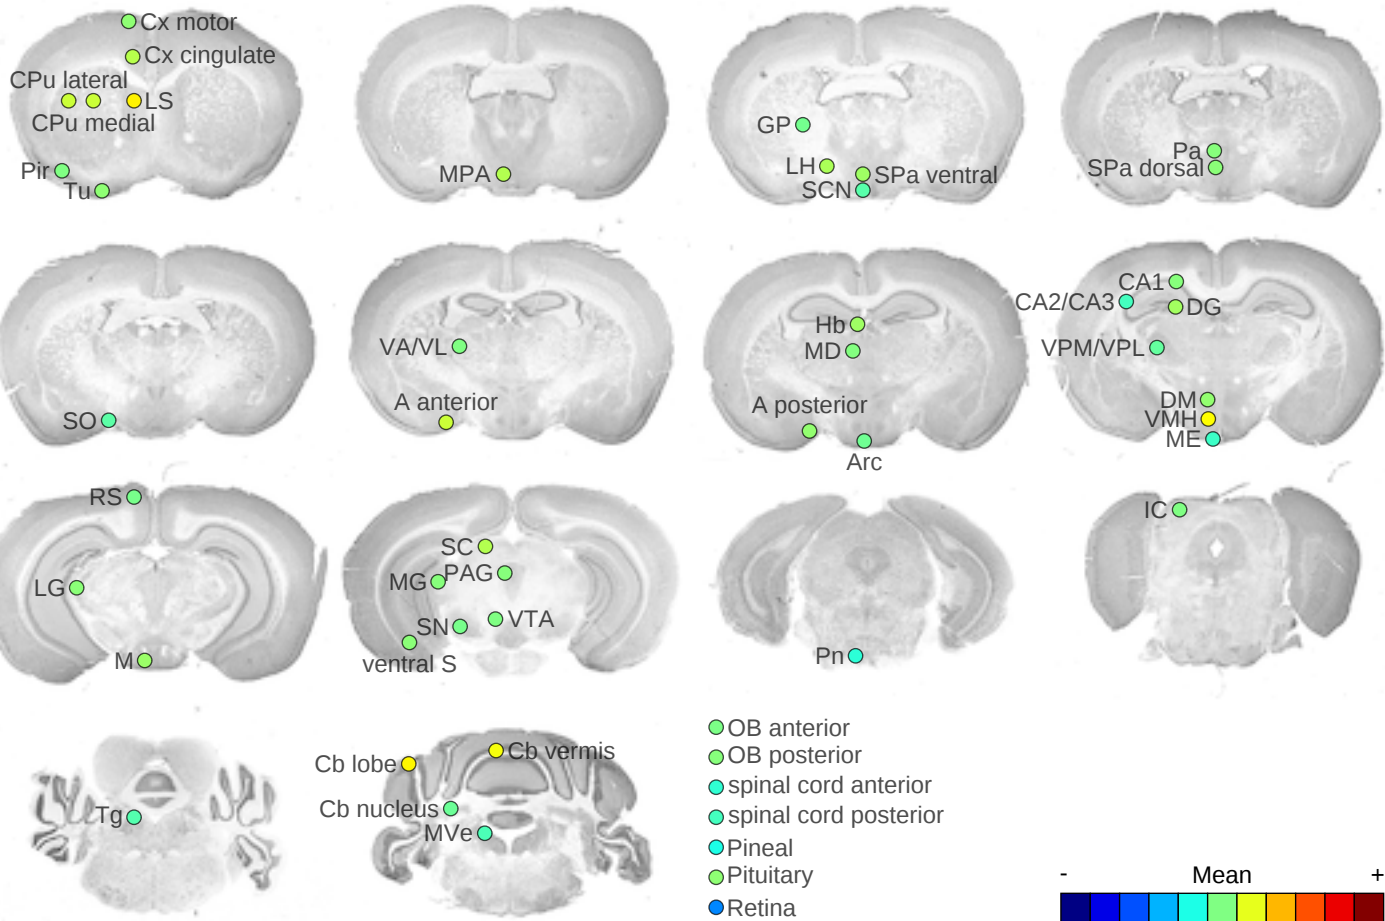 Cx motor
Cx cingulate
CPu lateral
LS
CPu medial
Pir
Tu
MPA
GP
LH
SPa ventral
SCN
Pa
SPa dorsal
SO
VA/VL
A anterior
Hb
MD
A posterior
Arc
CA1
CA2/CA3
DG
VPM/VPL
DM
VMH
ME
RS
LG
M
SC
MG
PAG
SN
VTA
ventral S
Pn
IC
Tg
Cb lobe
Cb vermis
Cb nucleus
MVe
OB anterior
OB posterior
spinal cord anterior
spinal cord posterior
Pineal
Pituitary
Retina
- Mean +